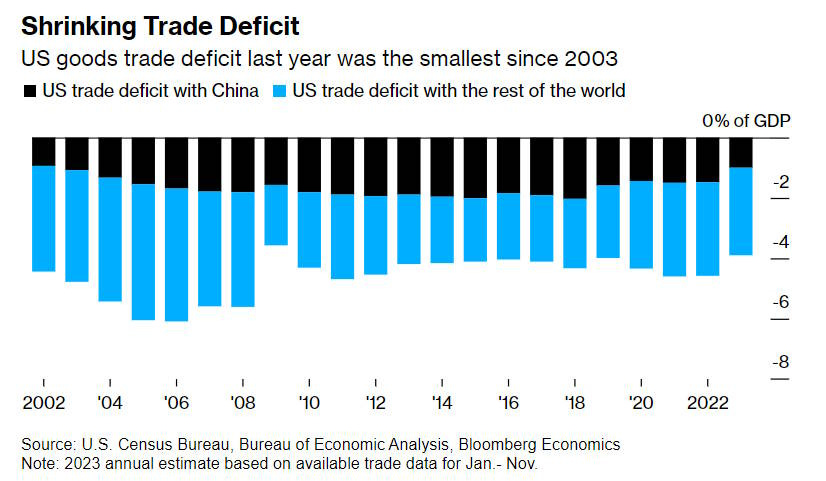 Shrinking Trade Deficit
US goods trade deficit last year was the smallest since 2003
US trade deficit with China US trade deficit with the rest of the world
0% of GDP
-2
-4
-6
-8
2002 '04 '06 '08 '10 '12 '14 '16 '18 '20 2022
Source: U.S. Census Bureau, Bureau of Economic Analysis, Bloomberg Economics
Note: 2023 annual estimate based on available trade data for Jan.- Nov.